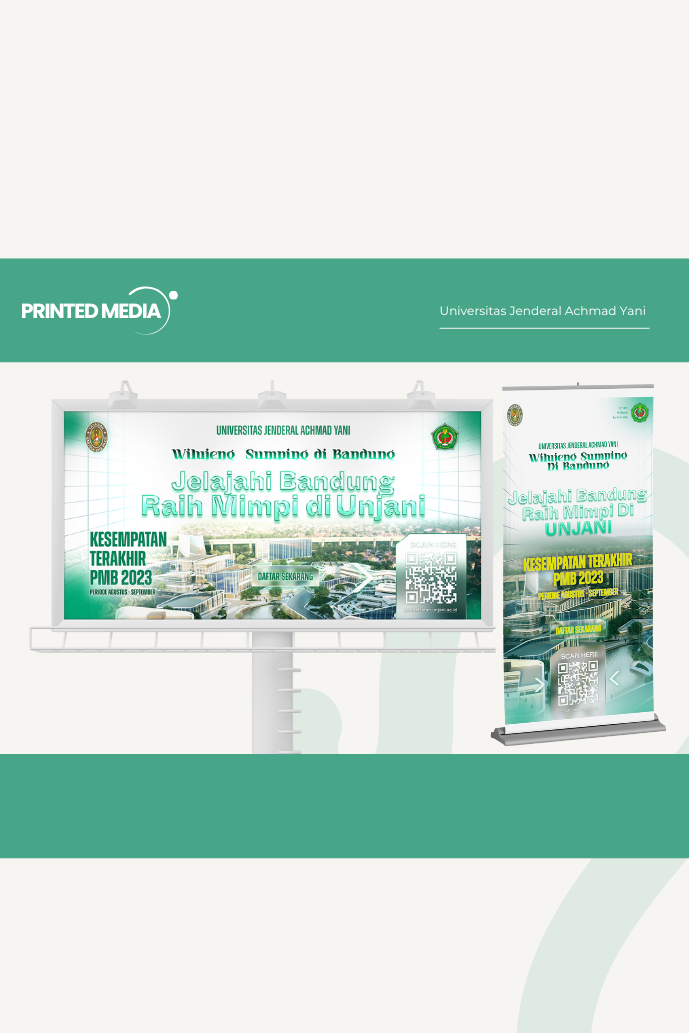 PRINTED MEDIA
Universitas Jenderal Achmad Yani
UNIVERSITAS JENDERAL ACHMAD YANI
Wilujeng Sumping di Bandung
Jelajahi Bandung
Raih Mimpi di Unjani
KESEMPATAN
TERAKHIR
PMB 2023
PERIODE AGUSTUS - SEPTEMBER
DAFTAR SEKARANG
SCAN HERE
UNIVERSITAS JENDERAL ACHMAD YANI
Wilujeng Sumping
Di Bandung
Jelajahi Bandung
Raih Mimpi Di
UNJANI
KESEMPATAN TERAKHIR
PMB 2023
PERIODE AGUSTUS - SEPTEMBER
DAFTAR SEKARANG
SCAN HERE